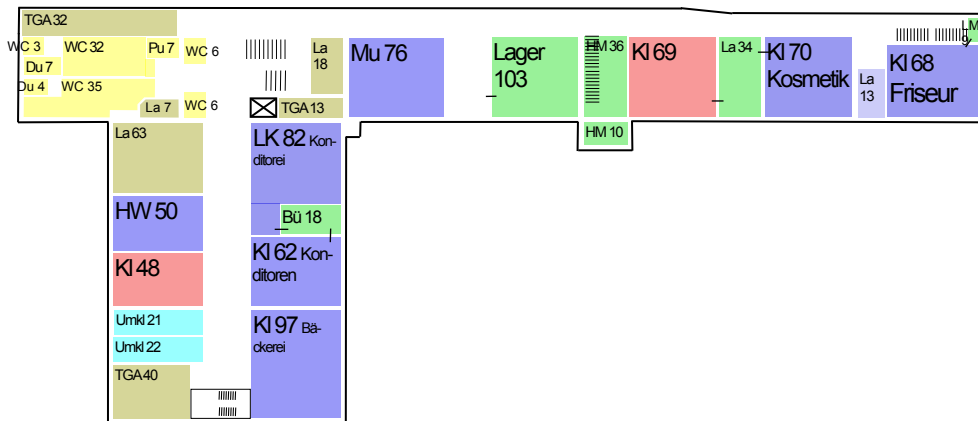 TGA 32
WC 3
WC 32
Pu 7
WC 6
Du 7
Du 4
WC 35
La 7
WC 6
La
18
TGA 13
Mu 76
Lager
103
HM 36
HM 10
Kl 69
La 34
Kl 70
Kosmetik
La
13
Kl 68
Friseur
LM
9
La 63
LK 82 Kon-
ditorei
HW 50
Bü 18
Kl 62 Kon-
ditoren
Kl 48
Umkl 21
Umkl 22
Kl 97 Bä-
ckerei
TGA 40